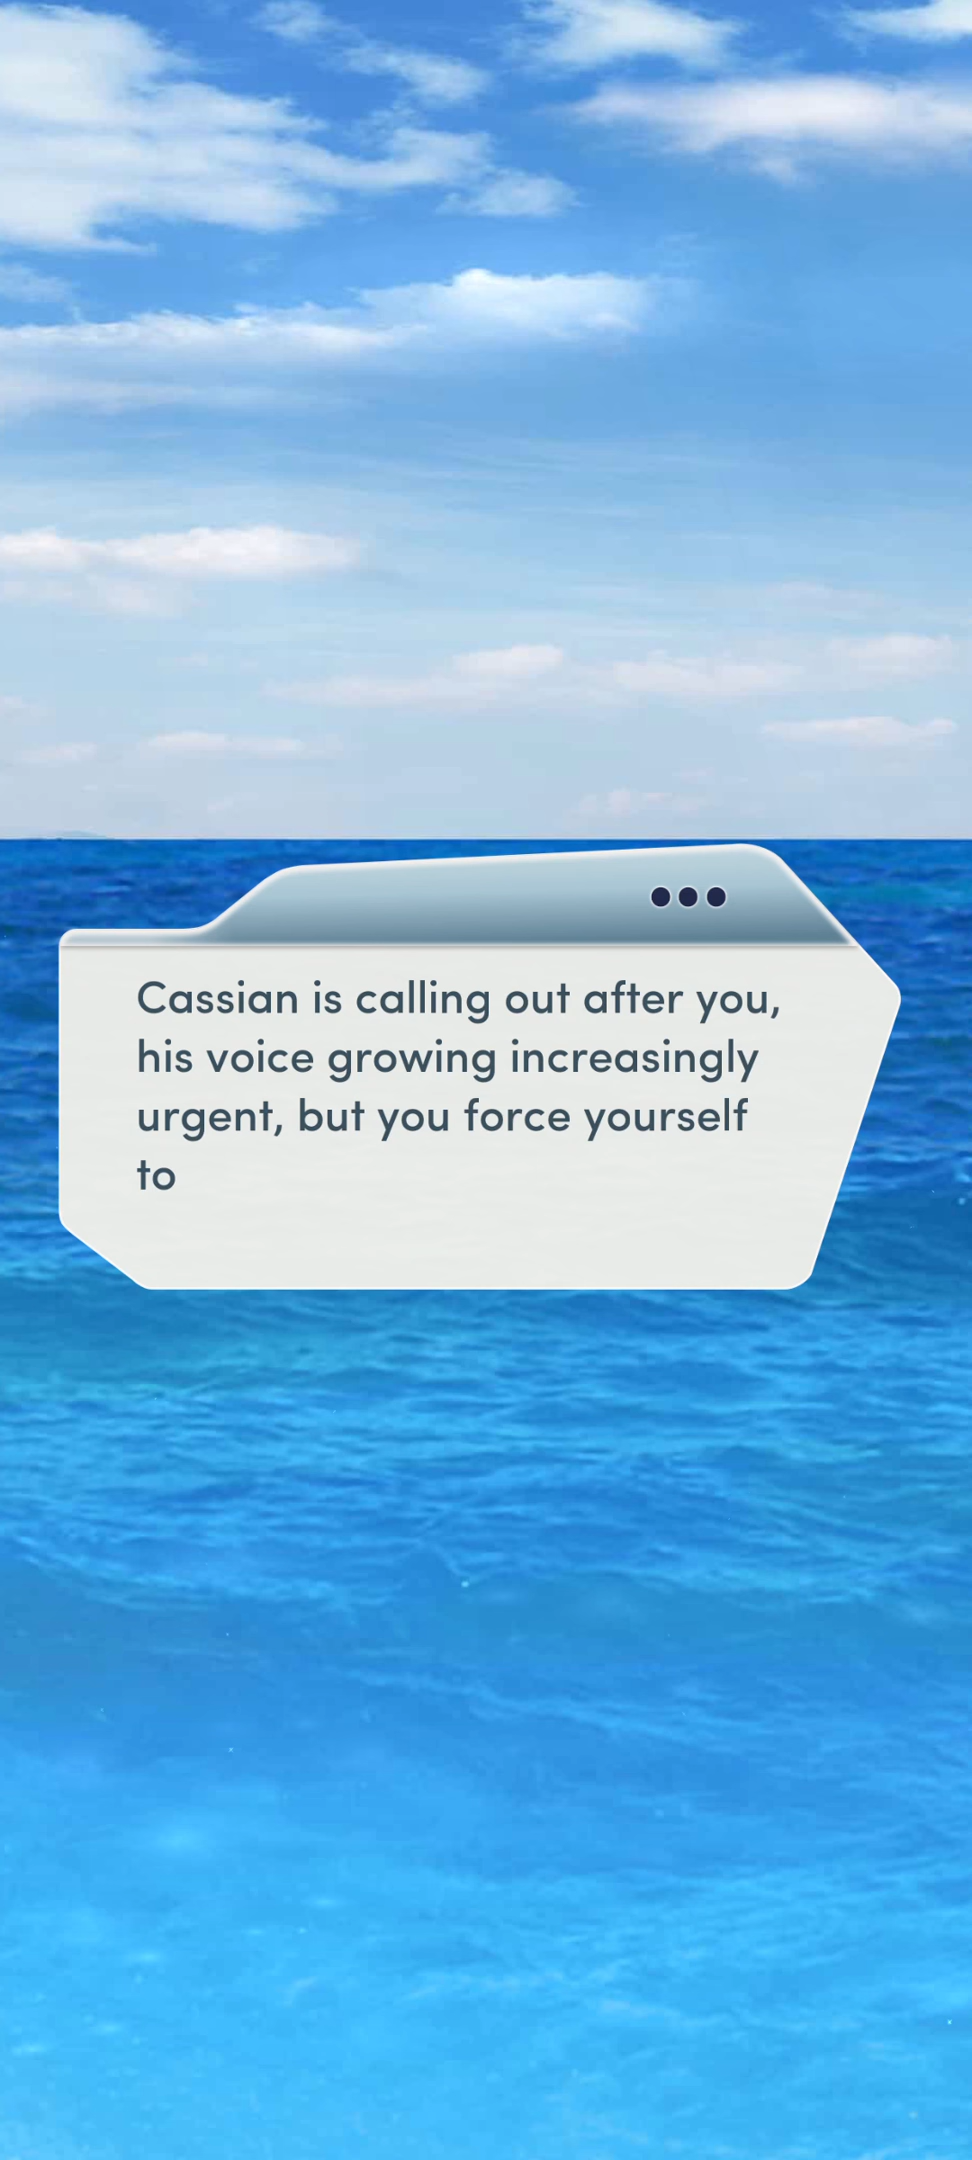 Cassian is calling out after you,
his voice growing increasingly
urgent, but you force yourself
to